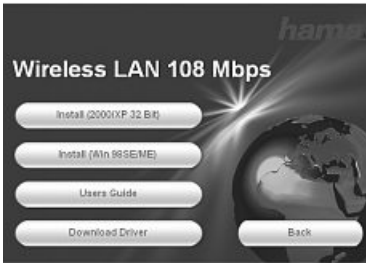 hama
Wireless LAN 108 Mbps
Install (2000/XP 32 Bit)
Install (Win 98SE/ME)
Users Guide
Download Driver
Back